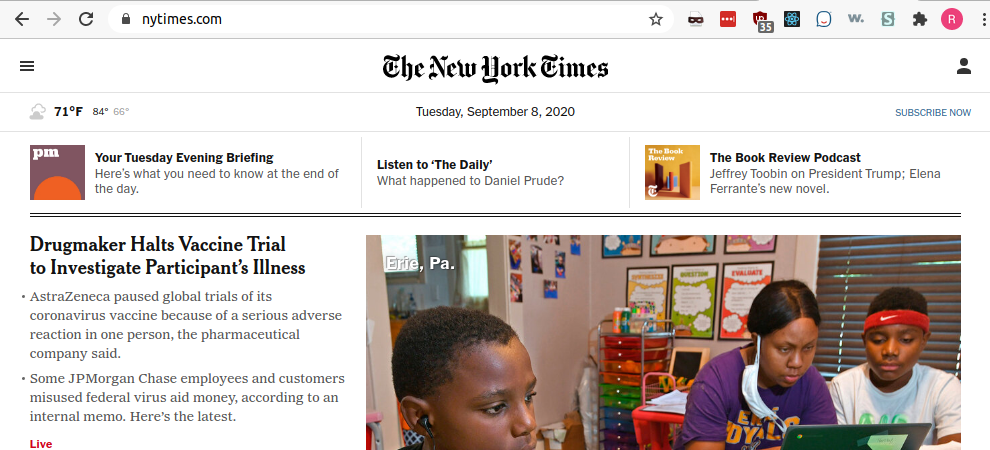 nytimes.com
35
w.
S
R
The New York Times
71°F 84° 66°
Tuesday, September 8, 2020
SUBSCRIBE NOW
pm
Your Tuesday Evening Briefing
Here's what you need to know at the end of
the day.
Listen to ‘The Daily’
What happened to Daniel Prude?
The Book
Review
The Book Review Podcast
Jeffrey Toobin on President Trump; Elena
Ferrante's new novel.
Drugmaker Halts Vaccine Trial
to Investigate Participant's Illness
• AstraZeneca paused global trials of its
coronavirus vaccine because of a serious adverse
reaction in one person, the pharmaceutical
company said.
• Some JPMorgan Chase employees and customers
misused federal virus aid money, according to an
internal memo. Here's the latest.
Live
Erie, Pa.
QUESTION
EVALUATE